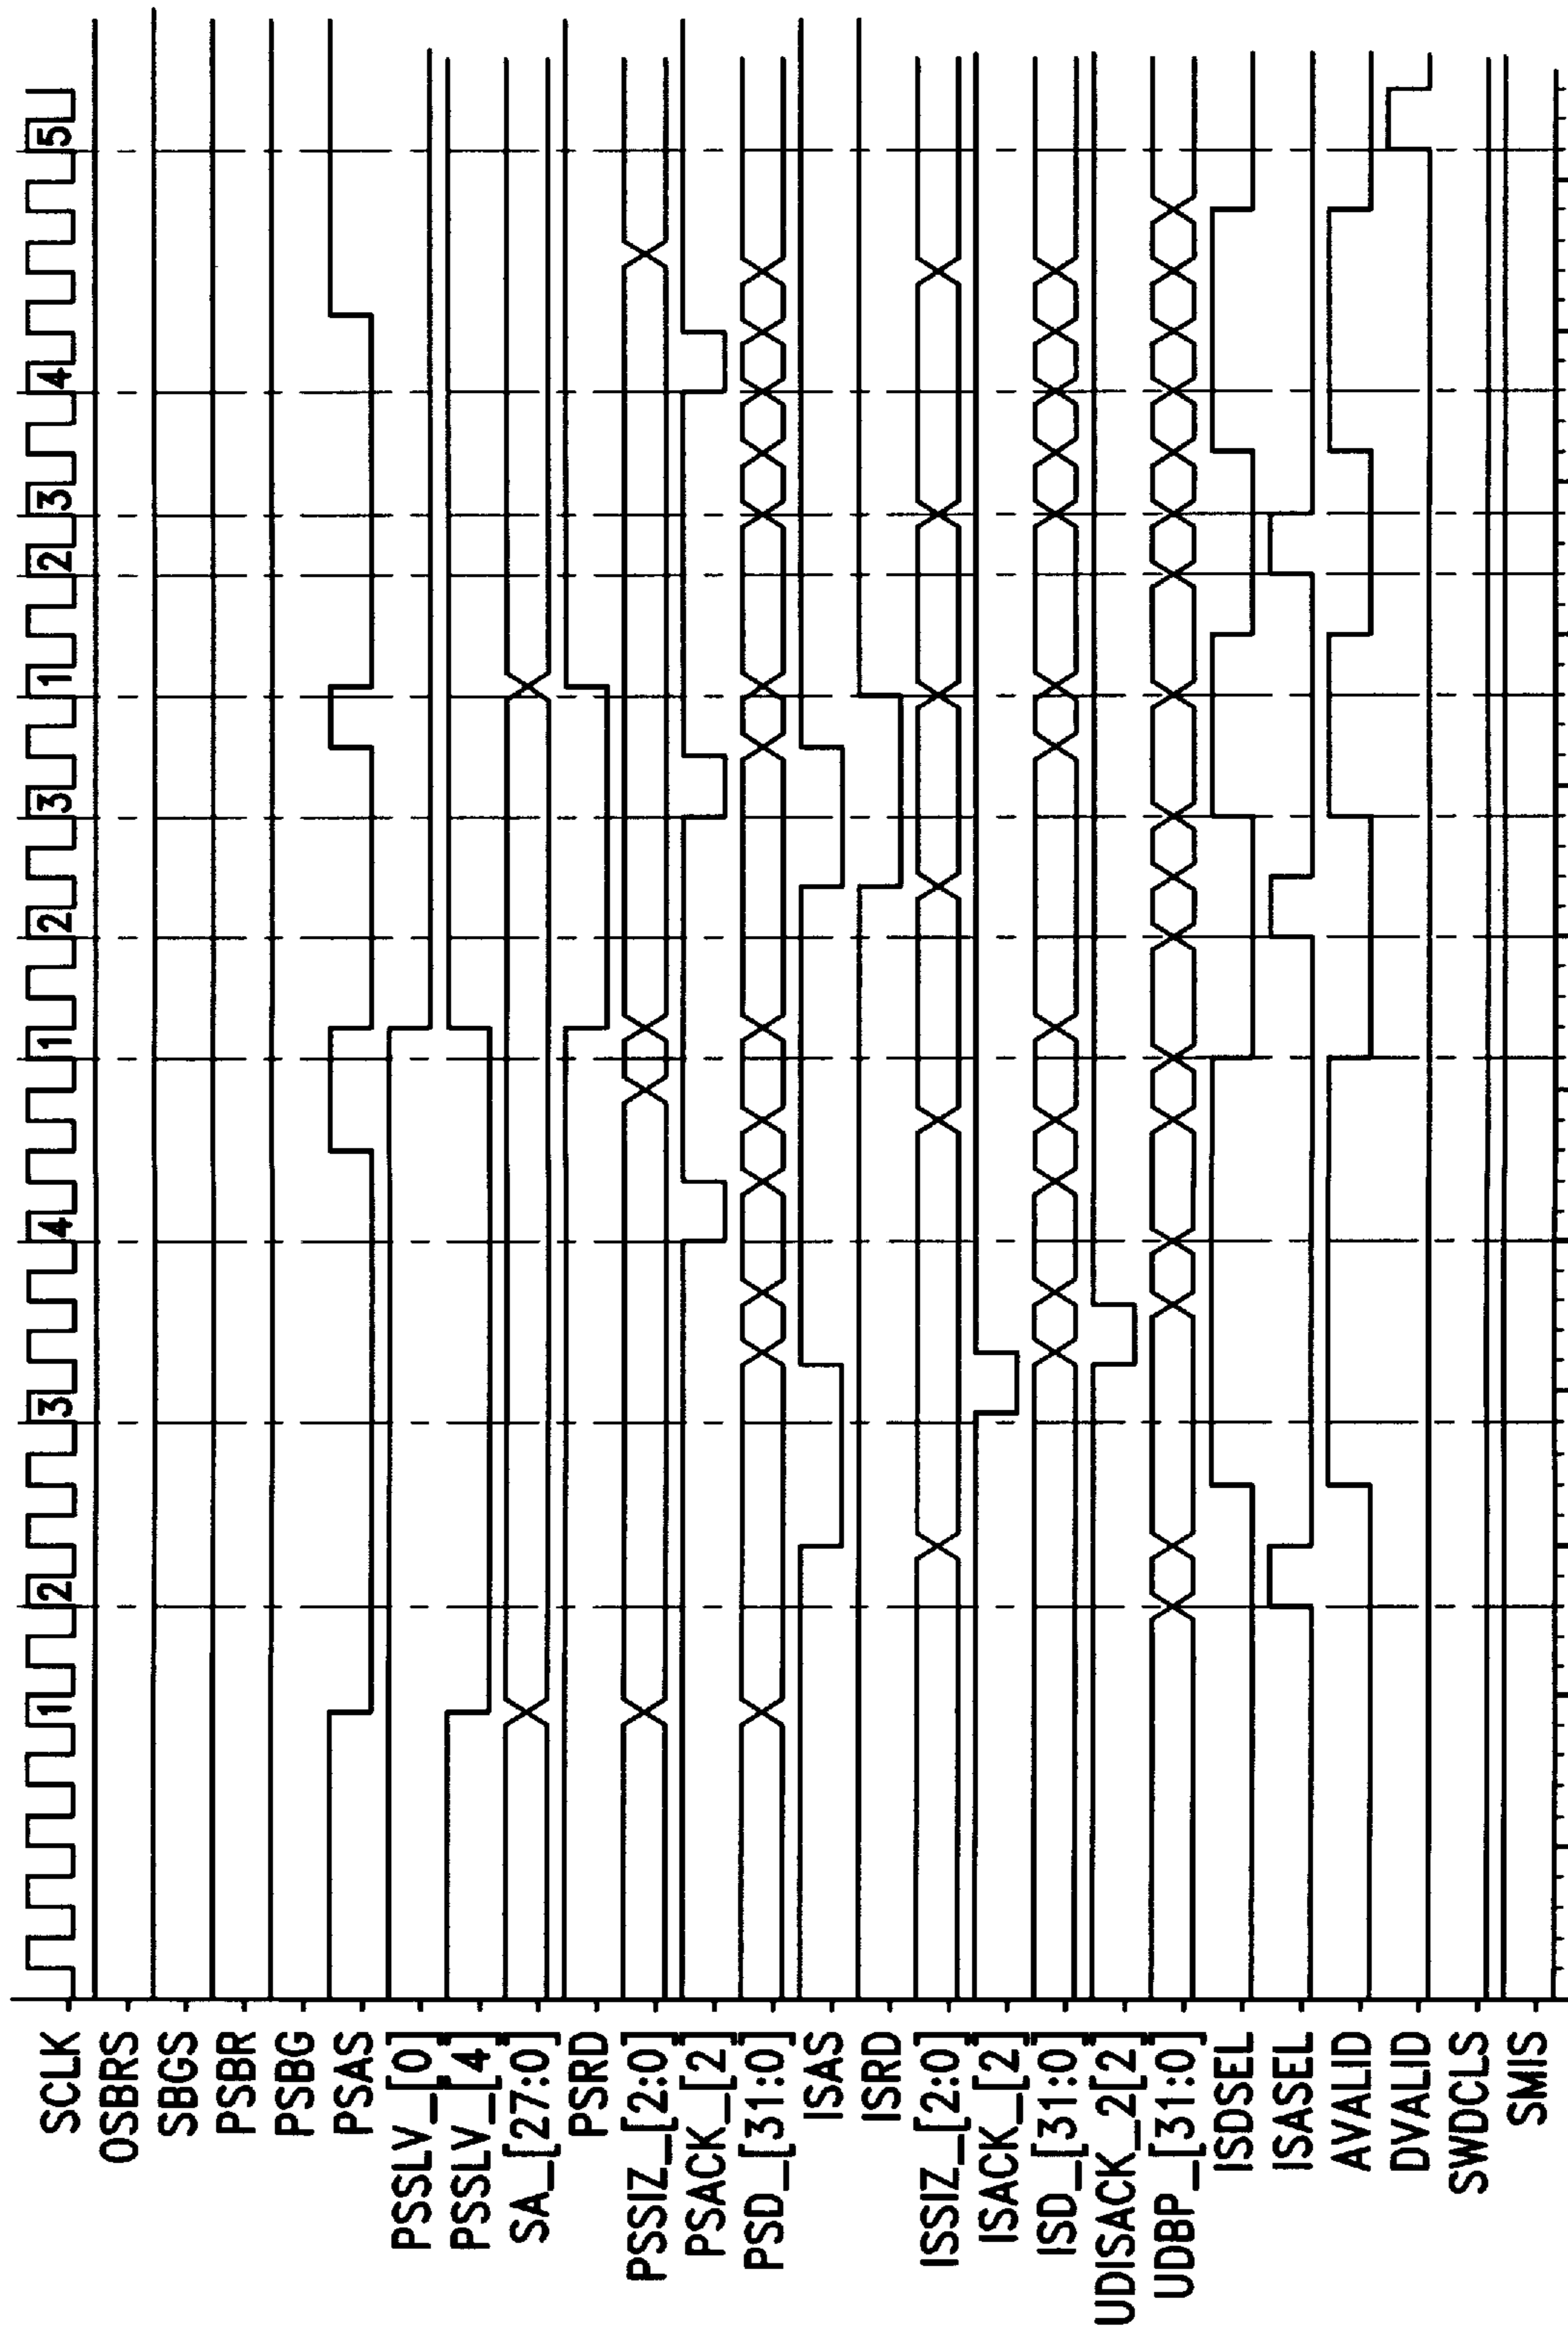 SCLK 1 2 3 4 1 2 3 1 2 3 4 5
OSBRS
SBGS
PSBR
PSBG
PSAS
PSSLV_[0]
PSSLV_[4]
SA_[27:0]
PSRD
PSSIZ_[2:0]
PSACK_[2]
PSD_[31:0]
ISAS
ISRD
ISSIZ_[2:0]
ISACK_[2
ISD_[31:0]
UDISACK_2[2]
UDBP_[31:0]
ISDSEL
ISASEL
AVALID
DVALID
SWDCLS
SMIS